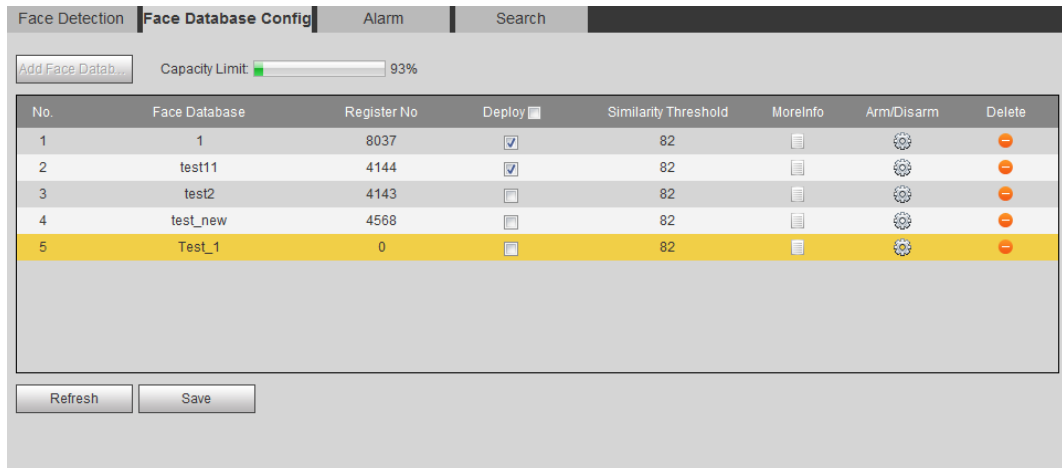 Face Detection Face Database Config Alarm Search
Add Face Datab... Capacity Limit: 93%
No. Face Database Register No Deploy Similarity Threshold MoreInfo Arm/Disarm Delete
1 1 8037 82
2 test11 4144 82
3 test2 4143 82
4 test_new 4568 82
5 Test_1 0 82
Refresh Save